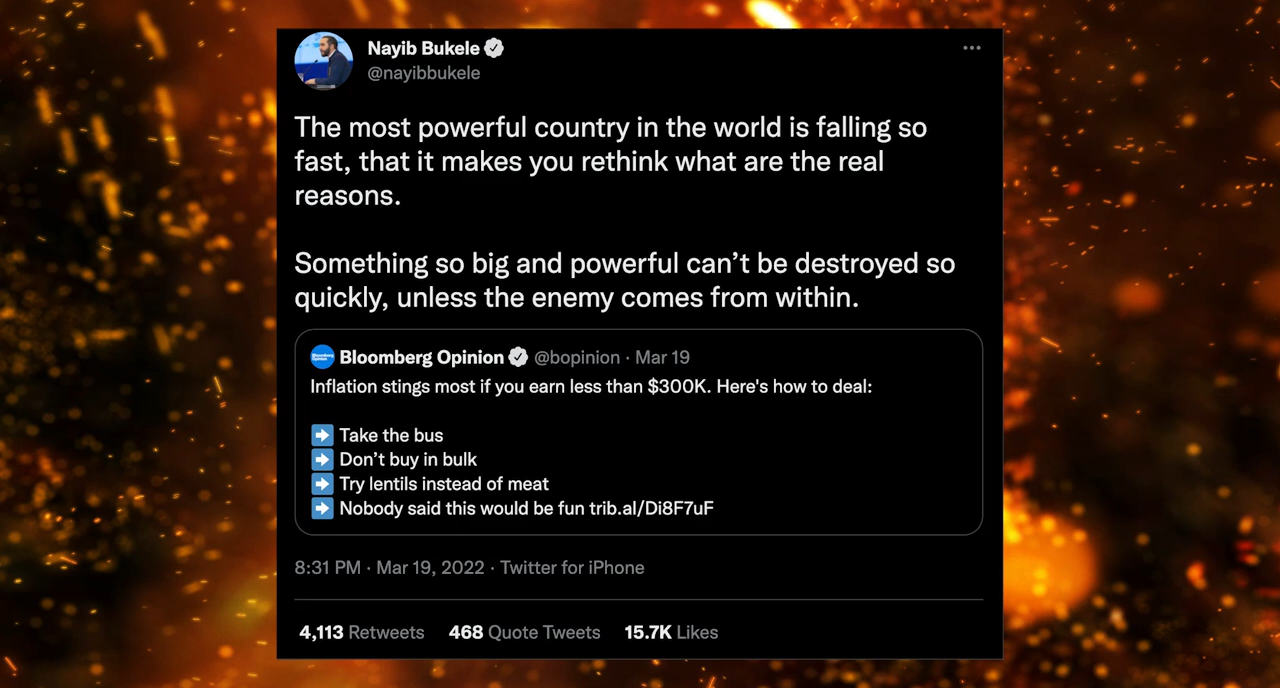 Nayib Bukele
@nayibbukele
The most powerful country in the world is falling so
fast, that it makes you rethink what are the real
reasons.
Something so big and powerful can’t be destroyed so
quickly, unless the enemy comes from within.
Bloomberg Opinion @bopinion · Mar 19
Inflation stings most if you earn less than $300K. Here's how to deal:
➡️ Take the bus
➡️ Don’t buy in bulk
➡️ Try lentils instead of meat
➡️ Nobody said this would be fun trib.al/Di8F7uF
8:31 PM · Mar 19, 2022 · Twitter for iPhone
4,113 Retweets 468 Quote Tweets 15.7K Likes